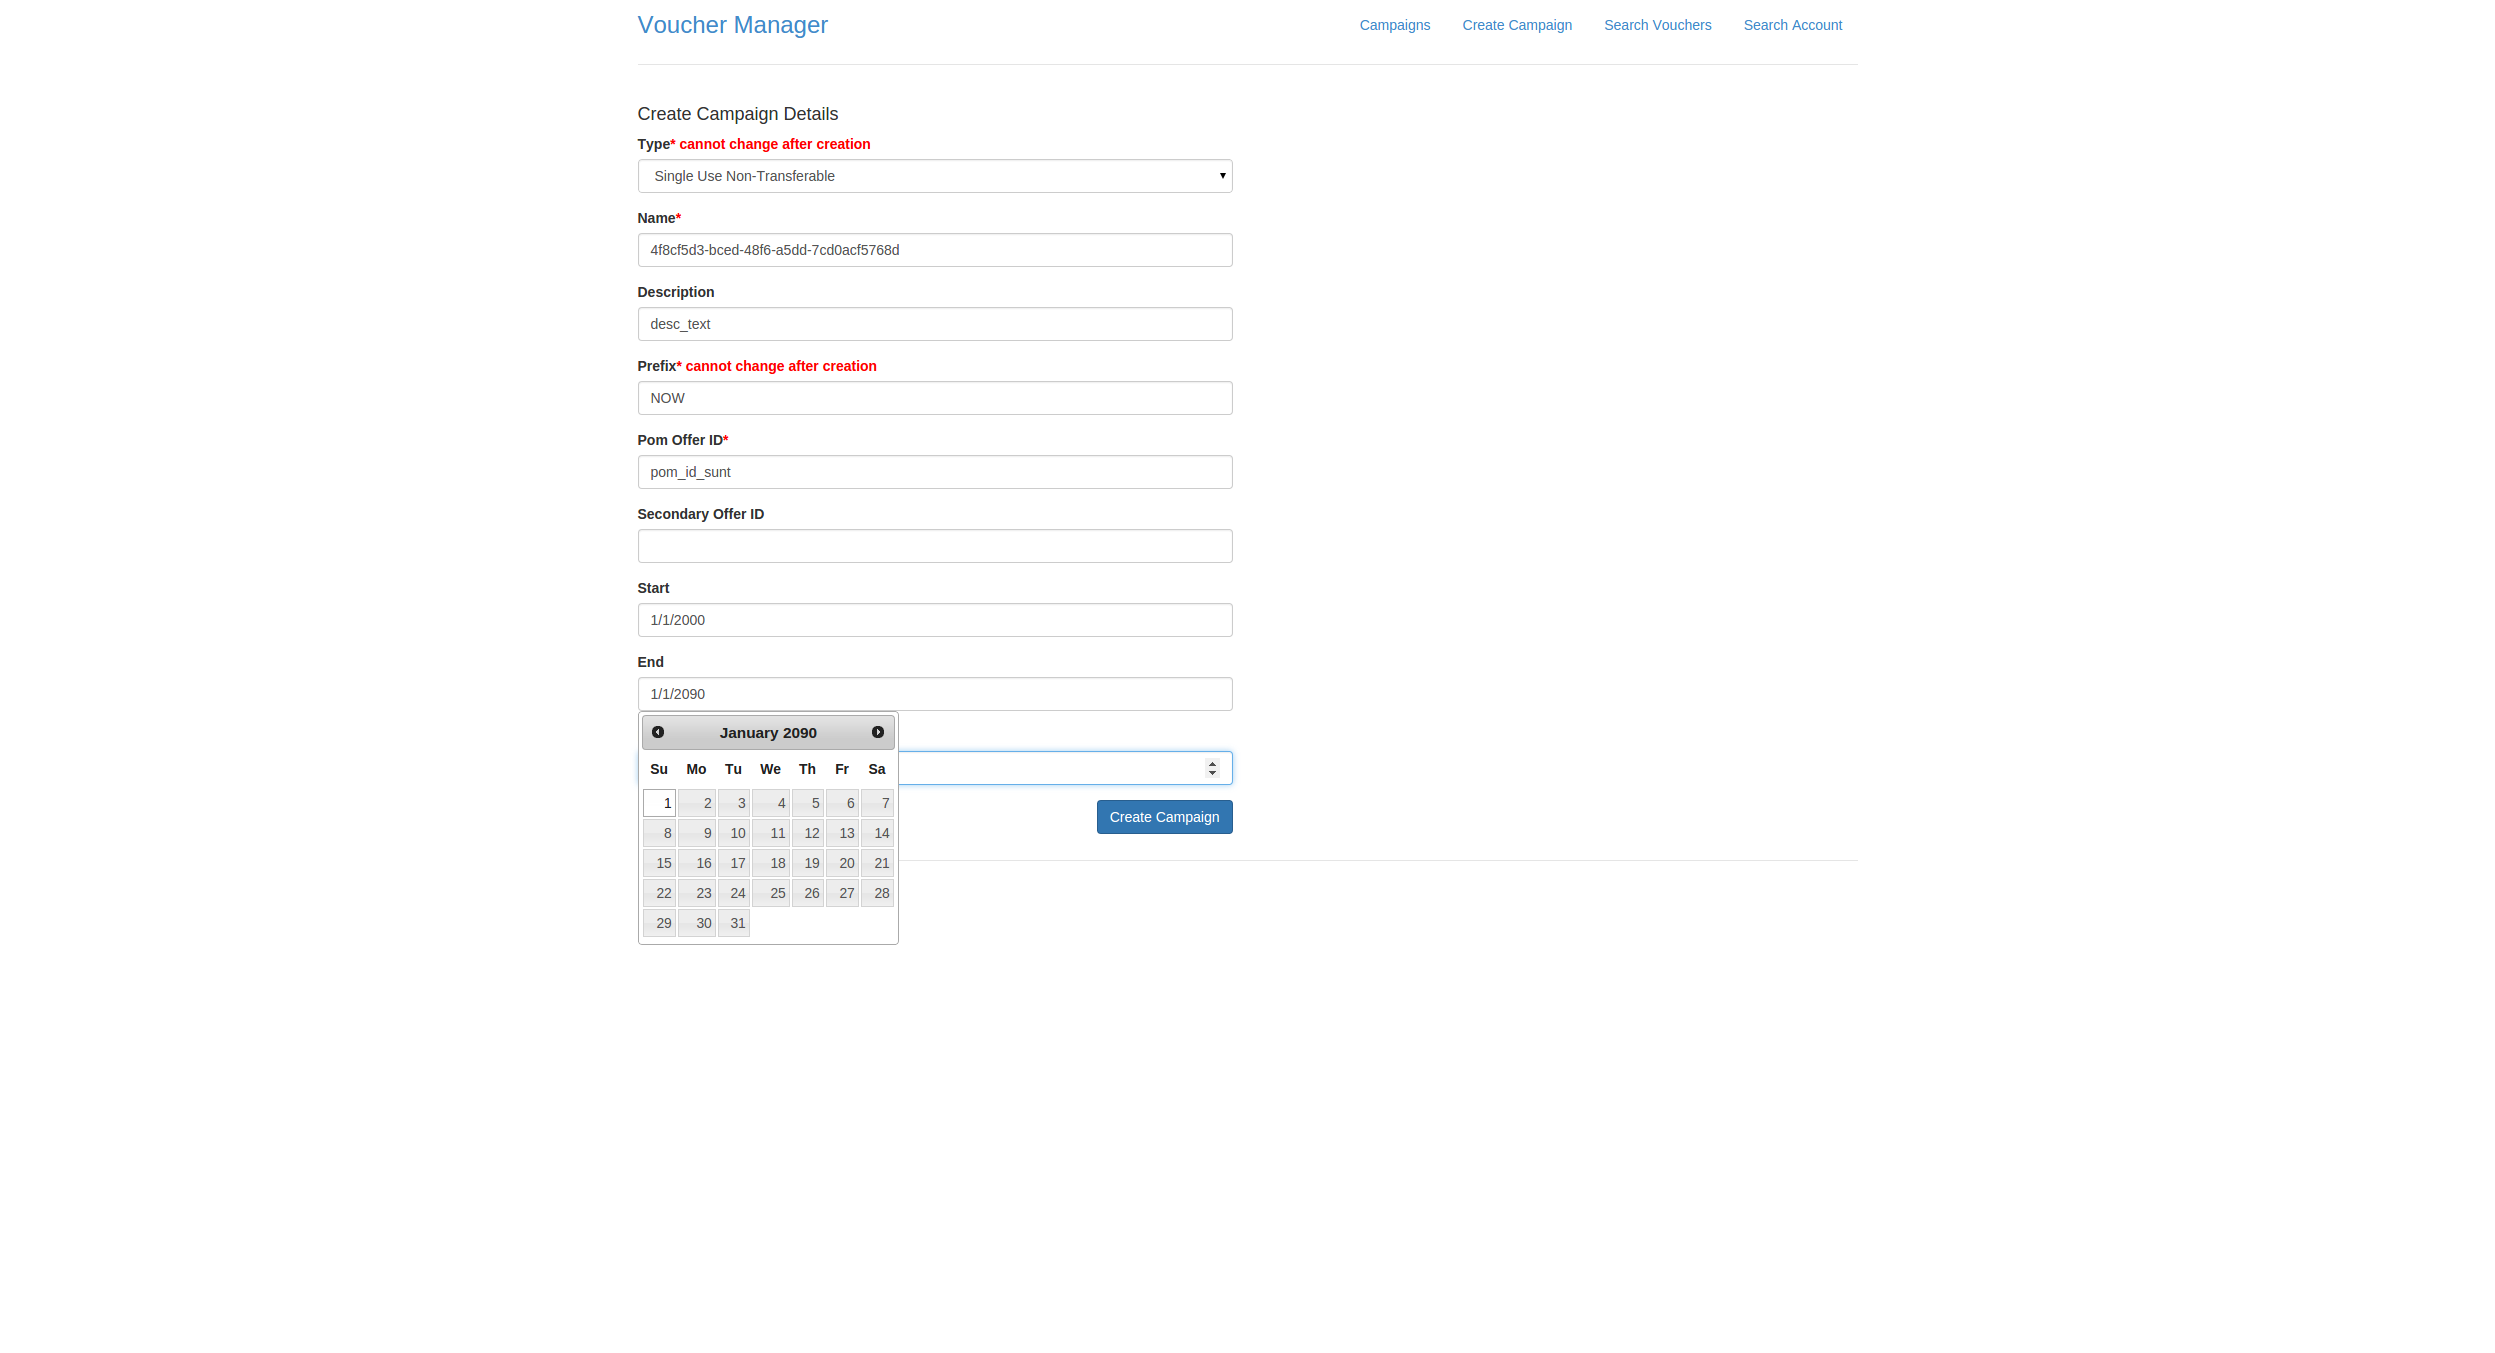 Voucher Manager
Campaigns Create Campaign Search Vouchers Search Account
Create Campaign Details
Type* cannot change after creation
Single Use Non-Transferable
Name*
4f8cf5d3-bced-48f6-a5dd-7cd0acf5768d
Description
desc_text
Prefix* cannot change after creation
NOW
Pom Offer ID*
pom_id_sunt
Secondary Offer ID
Start
1/1/2000
End
1/1/2090
January 2090
Su Mo Tu We Th Fr Sa
1 2 3 4 5 6 7
8 9 10 11 12 13 14
15 16 17 18 19 20 21
22 23 24 25 26 27 28
29 30 31
Create Campaign